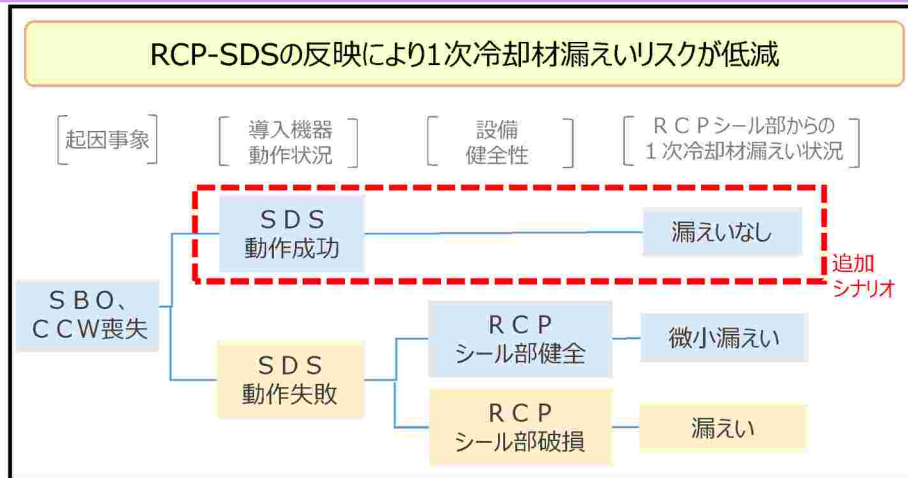 RCP-SDSの反映により1次冷却材漏えいリスクが低減
起因事象
導入機器
動作状況
設備
健全性
ＲＣＰシール部からの
１次冷却材漏えい状況
ＳＤＳ
動作成功
漏えいなし
追加
シナリオ
ＳＢＯ、
ＣＣＷ喪失
ＲＣＰ
シール部健全
微小漏えい
ＳＤＳ
動作失敗
ＲＣＰ
シール部破損
漏えい